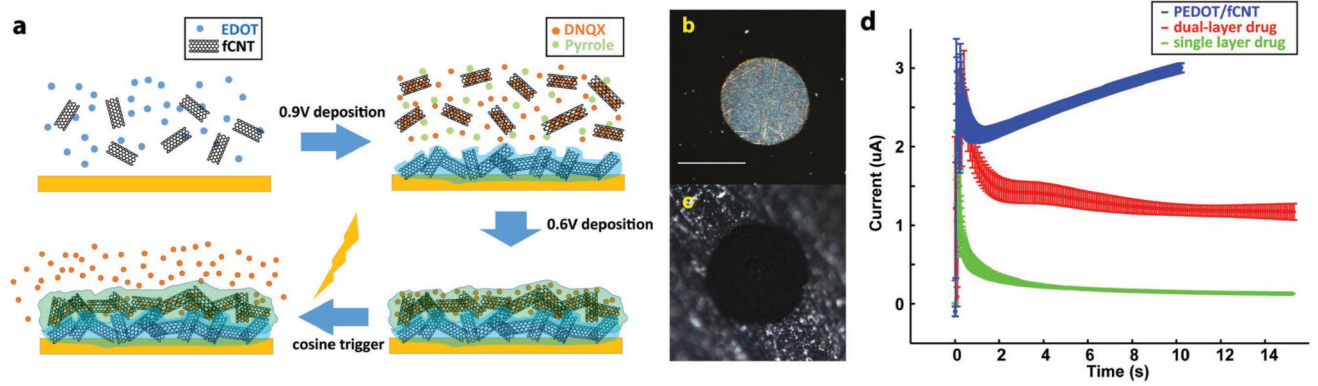 a
EDOT
fCNT
0.9V deposition
DNQX
Pyrrole
0.6V deposition
cosine trigger
b
c
d
PEDOT/fCNT
dual-layer drug
single layer drug
Current (uA)
3
2
1
0
0 2 4 6 8 10 12 14
Time (s)